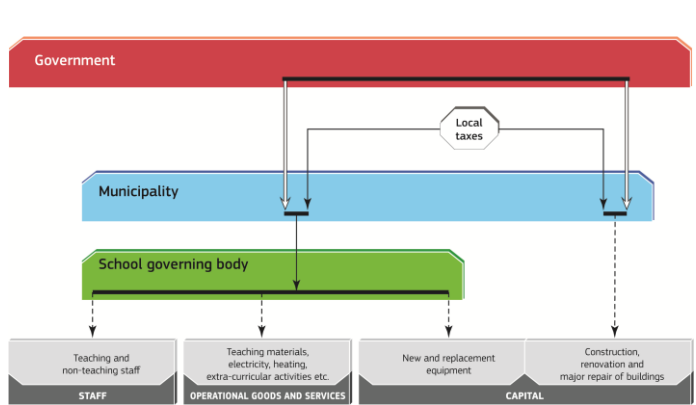 Government
Local
taxes
Municipality
School governing body
Teaching and
non-teaching staff
Teaching materials,
electricity, heating,
extra-curricular activities etc.
New and replacement
equipment
Construction,
renovation and
major repair of buildings
STAFF
OPERATIONAL GOODS AND SERVICES
CAPITAL